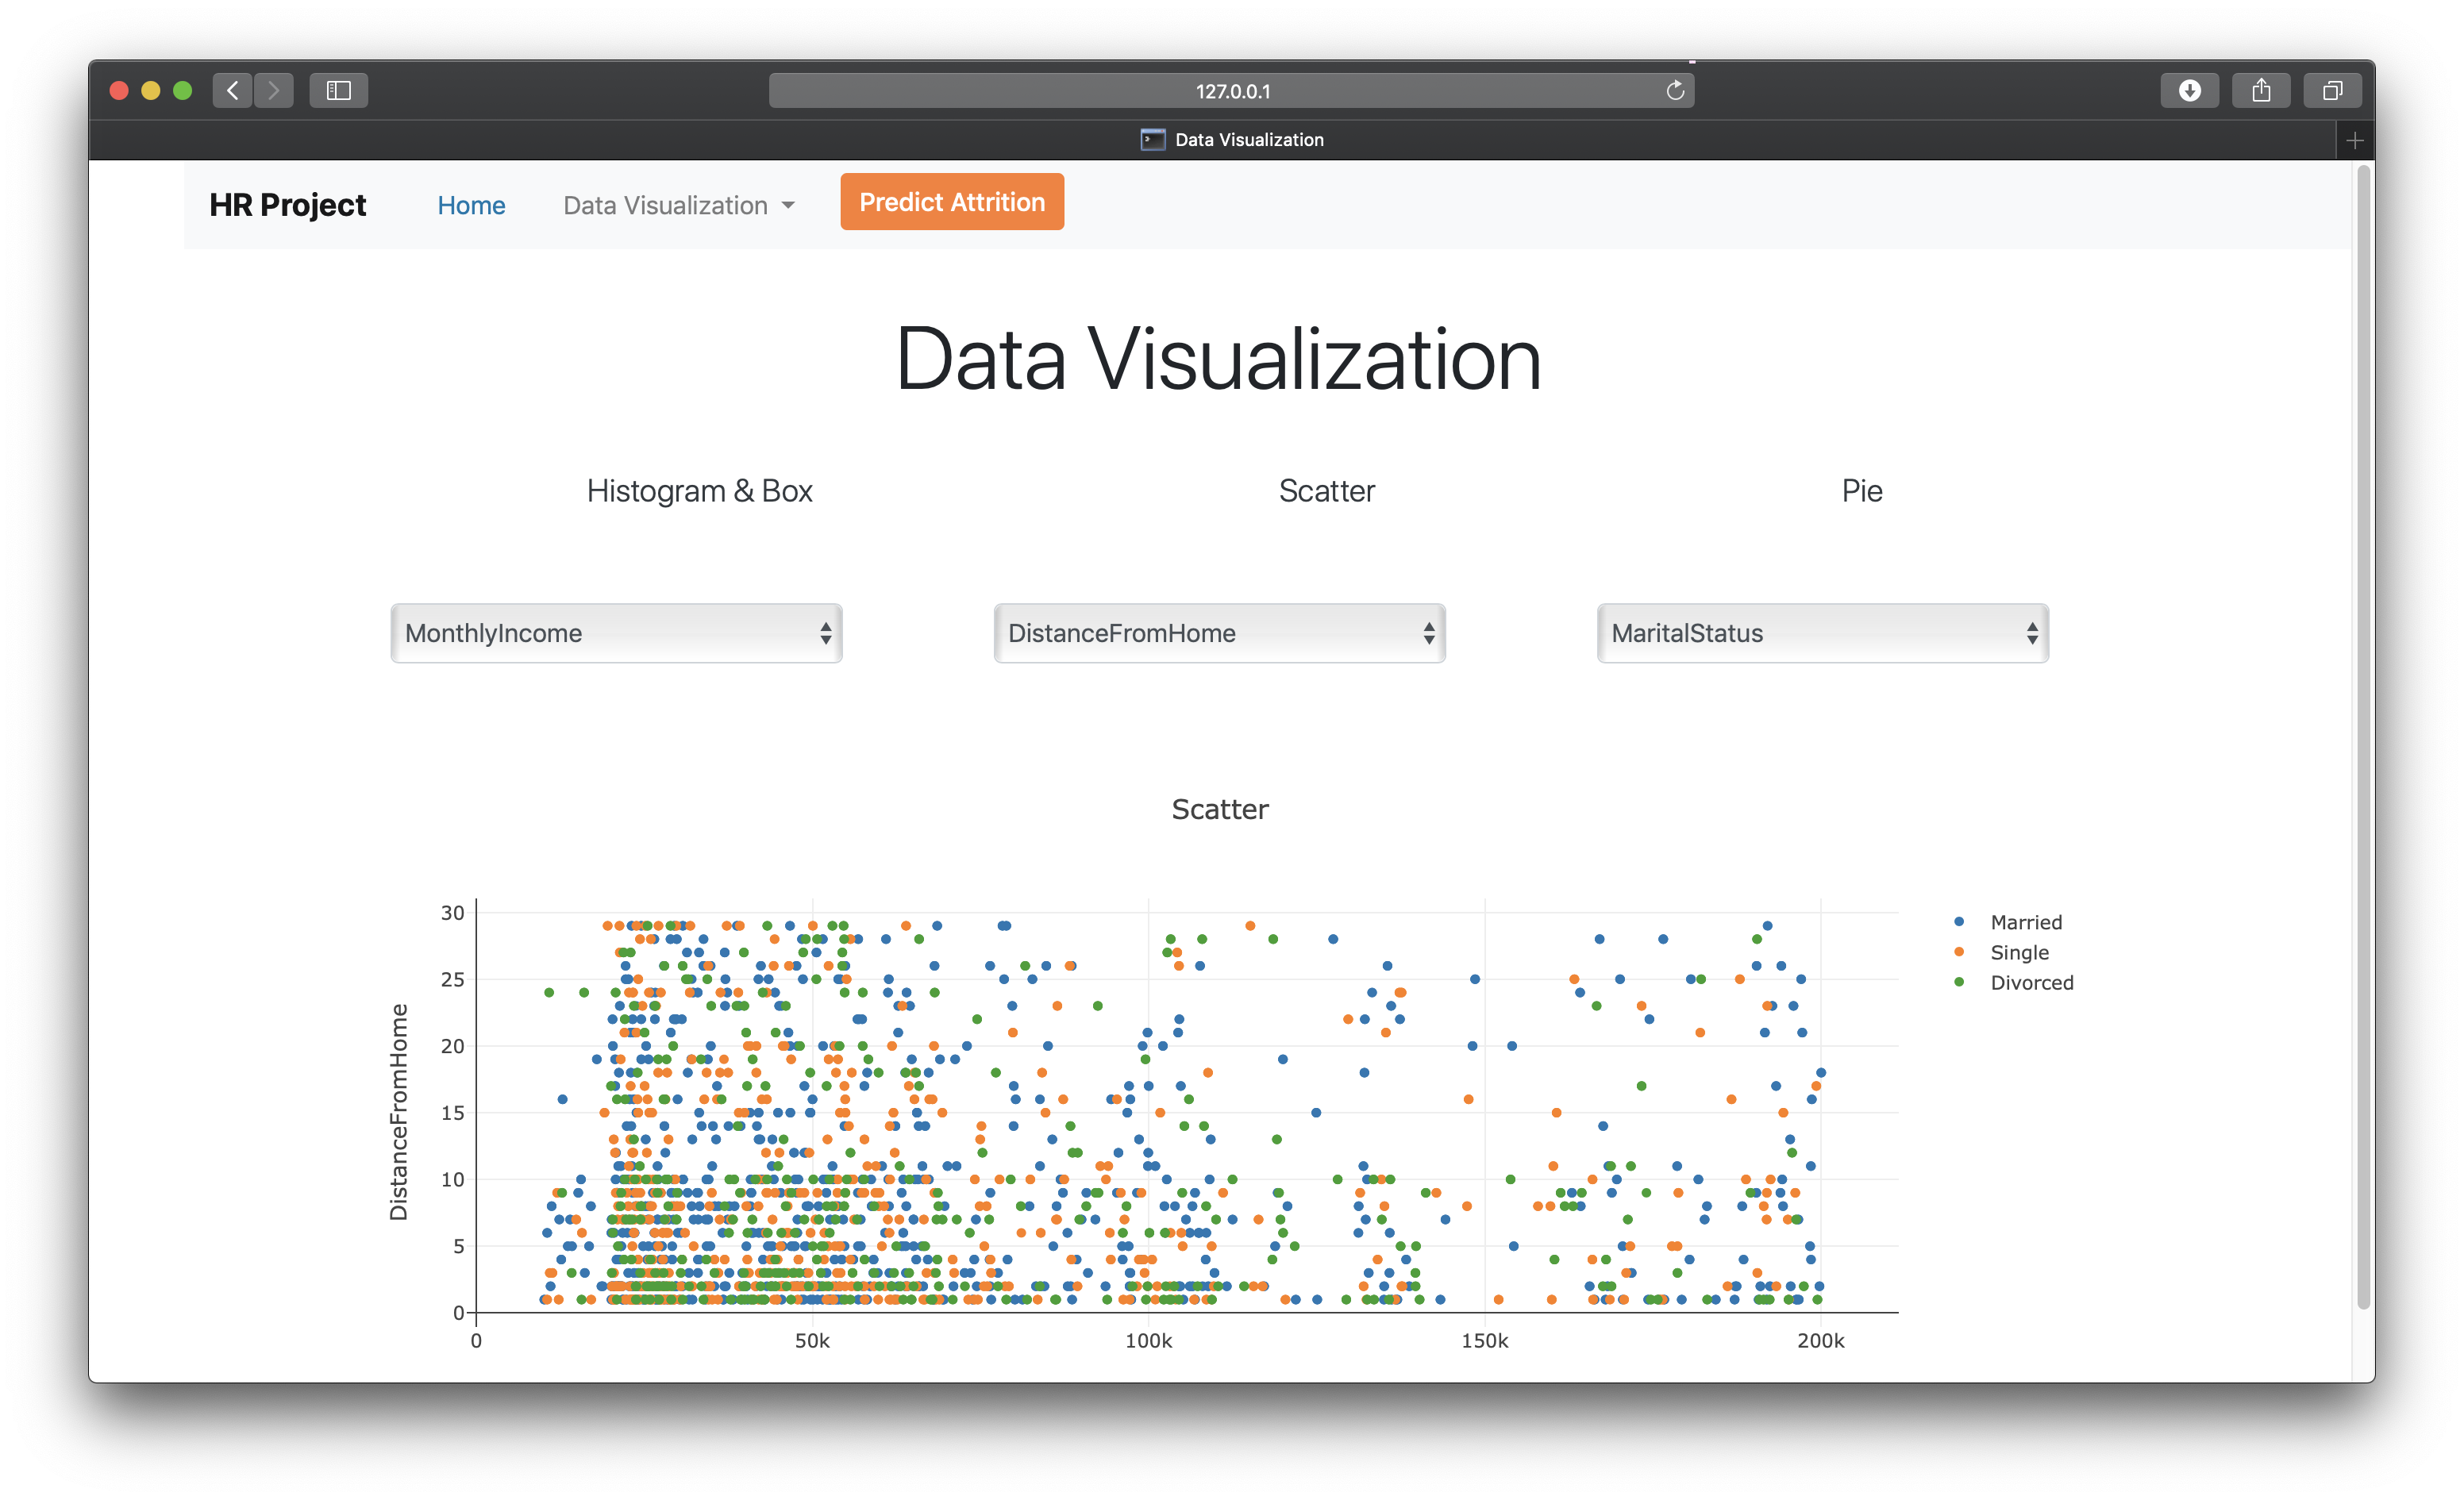 127.0.0.1
Data Visualization
HR Project Home Data Visualization Predict Attrition
Data Visualization
Histogram & Box Scatter Pie
MonthlyIncome DistanceFromHome MaritalStatus
Scatter
DistanceFromHome
30
25
20
15
10
5
0
0 50k 100k 150k 200k
Married
Single
Divorced